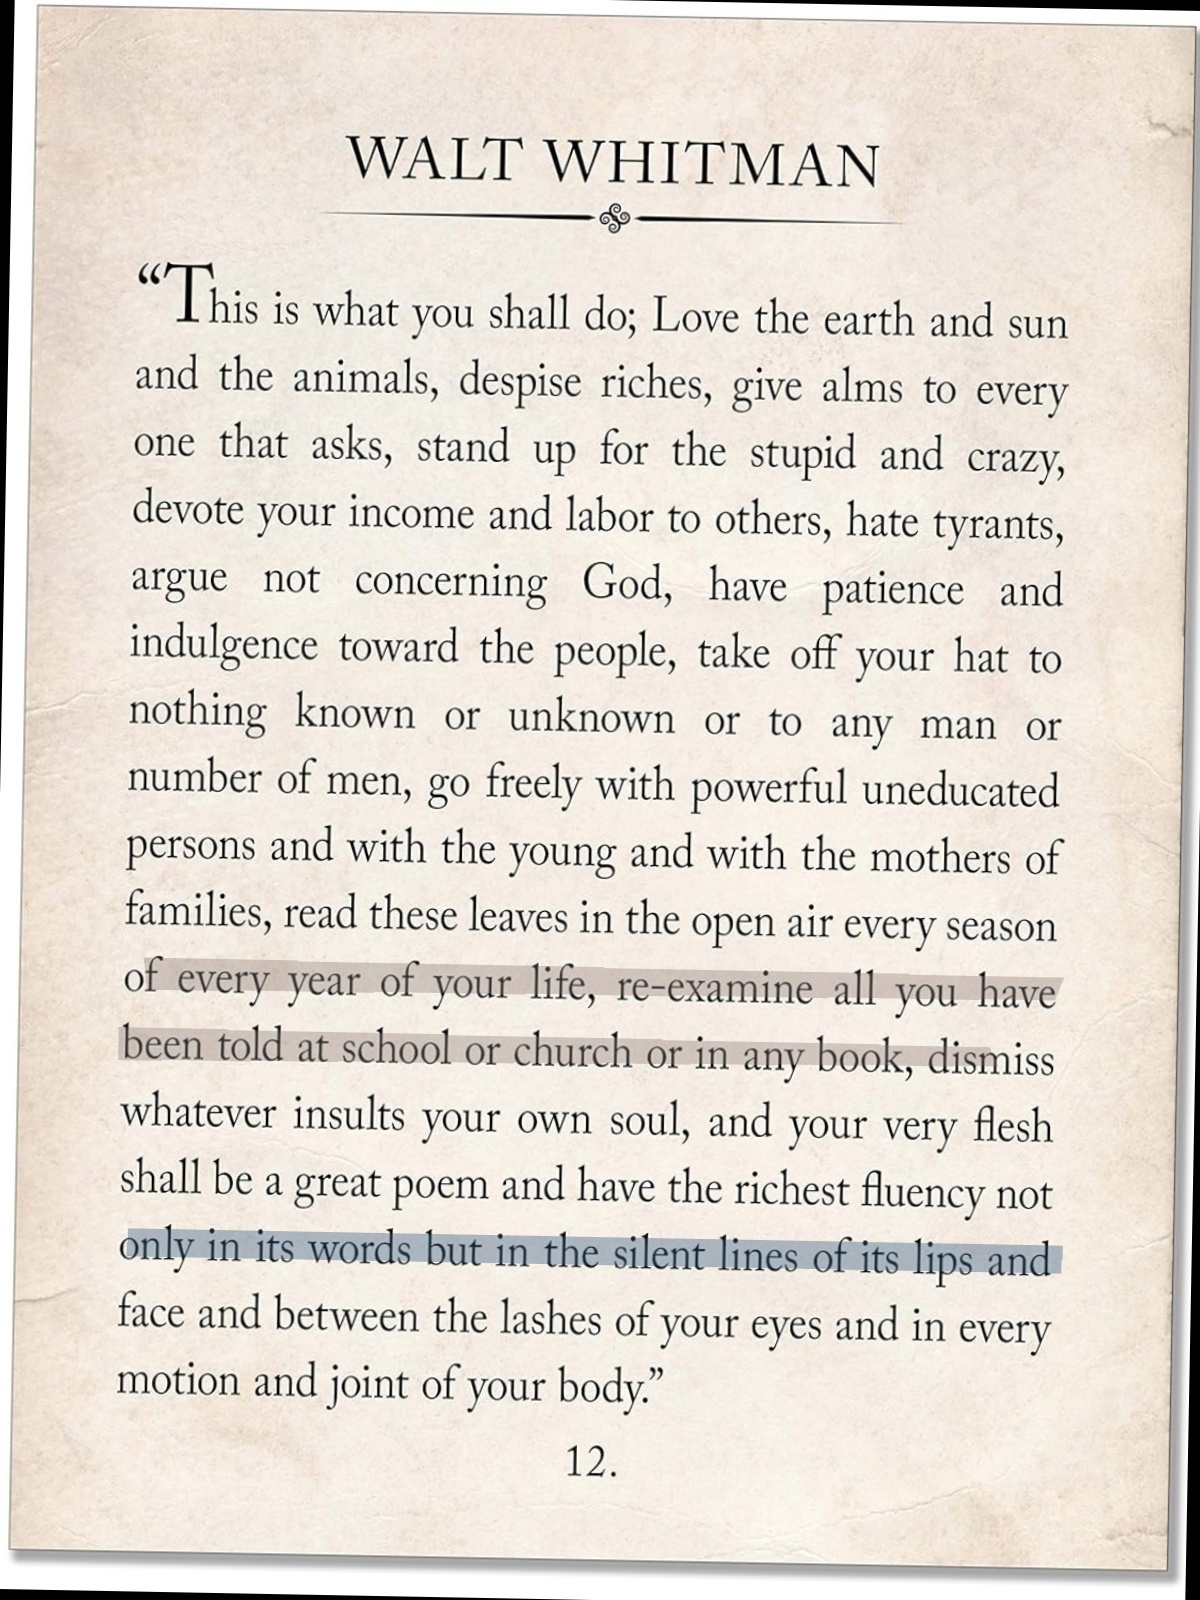 WALT WHITMAN
“This is what you shall do; Love the earth and sun
and the animals, despise riches, give alms to every
one that asks, stand up for the stupid and crazy,
devote your income and labor to others, hate tyrants,
argue not concerning God, have patience and
indulgence toward the people, take off your hat to
nothing known or unknown or to any man or
number of men, go freely with powerful uneducated
persons and with the young and with the mothers of
families, read these leaves in the open air every season
of every year of your life, re-examine all you have
been told at school or church or in any book, dismiss
whatever insults your own soul, and your very flesh
shall be a great poem and have the richest fluency not
only in its words but in the silent lines of its lips and
face and between the lashes of your eyes and in every
motion and joint of your body.”
12.